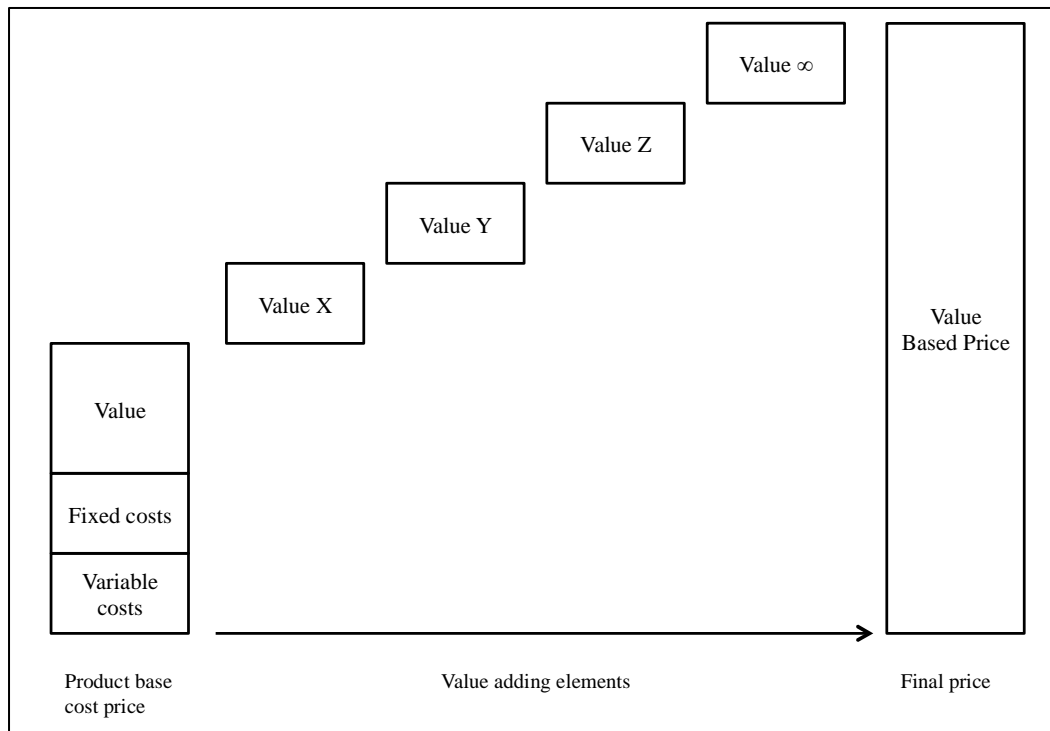 Value ∞
Value Z
Value Y
Value X
Value
Based Price
Value
Fixed costs
Variable
costs
Product base
cost price
Value adding elements
Final price